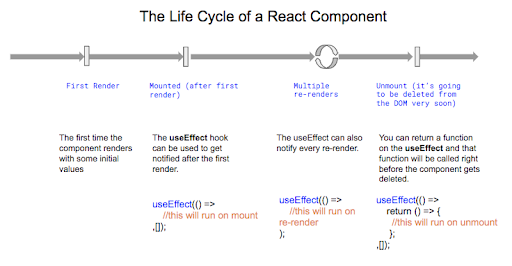 The Life Cycle of a React Component
First Render
Mounted (after first
render)
Multiple
re-renders
Unmount (it's going
to be deleted from
the DOM very soon)
The first time the
component renders
with some initial
values
The useEffect hook
can be used to get
notified after the first
render.
The useEffect can also
notify every re-render.
You can return a function
on the useEffect and that
function will be called right
before the component gets
deleted.
useEffect(() =>
//this will run on mount
,[]);
useEffect(() =>
//this will run on
re-render
);
useEffect(() =>
return () => {
//this will run on unmount
};
,[]);